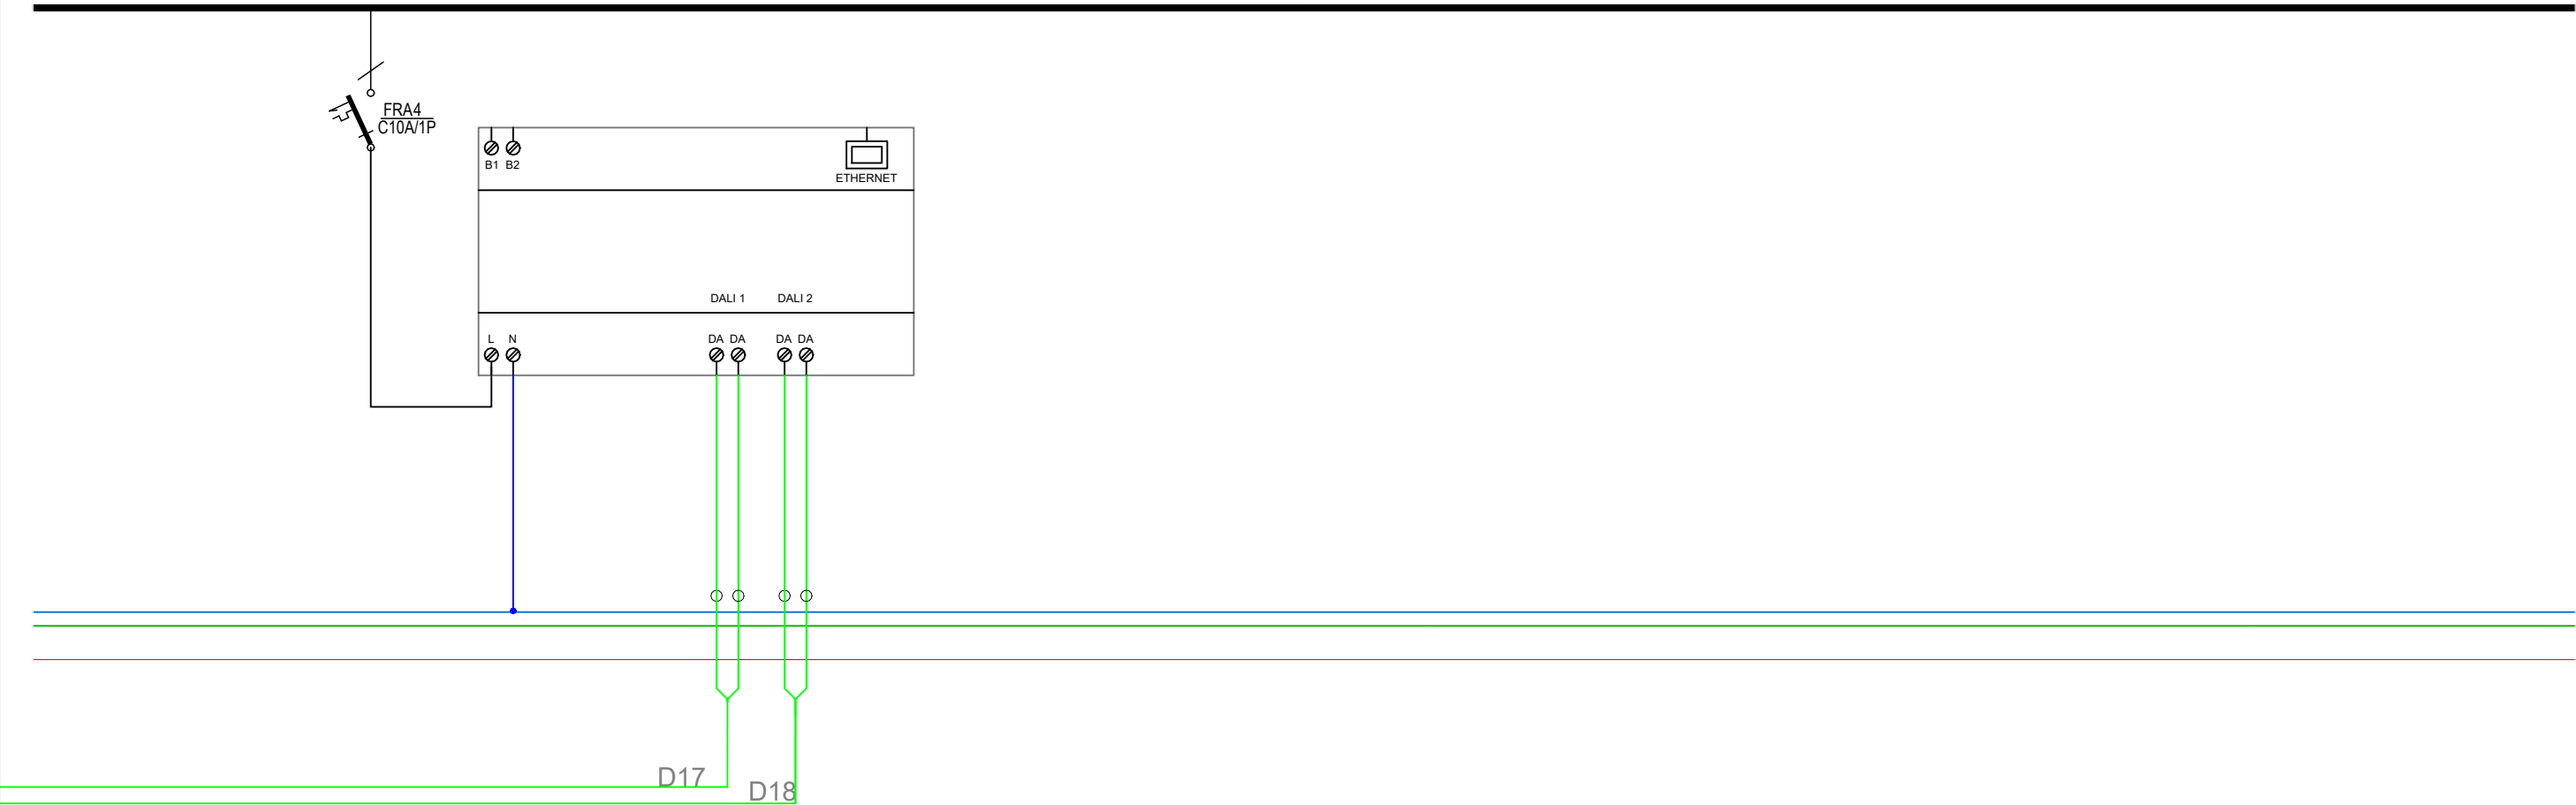 FRA4
C10A/1P
B1 B2
ETHERNET
DALI 1 DALI 2
L N DA DA DA DA
D17
D18